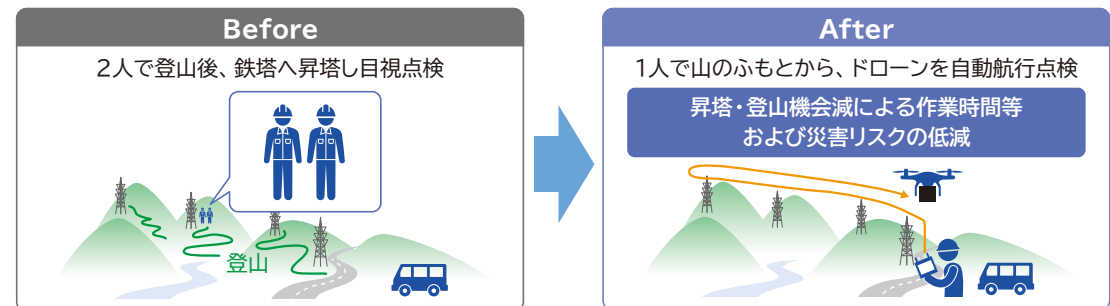 Before
2人で登山後、鉄塔へ昇塔し目視点検
登山
After
1人で山のふもとから、ドローンを自動航行点検
昇塔・登山機会減による作業時間等
および災害リスクの低減